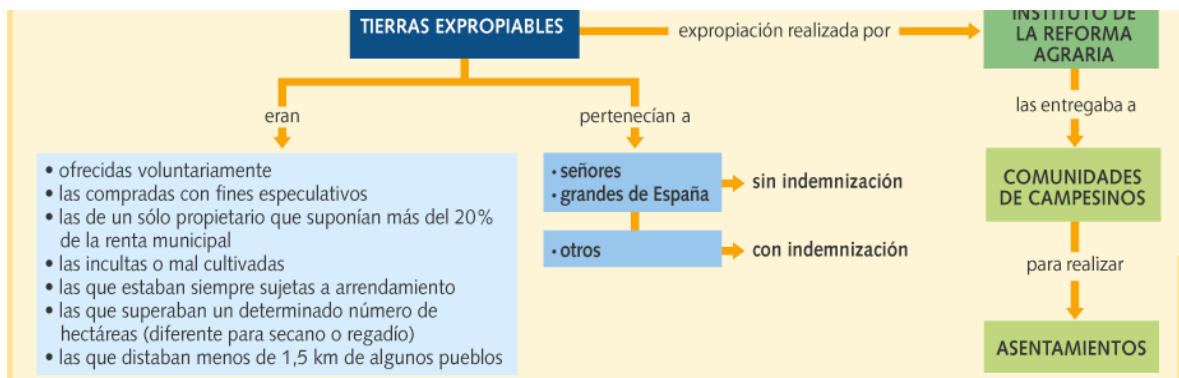 TIERRAS EXPROPIABLES
expropiación realizada por
INSTITUTO DE
LA REFORMA
AGRARIA
eran
pertenecían a
las entregaba a
• ofrecidas voluntariamente
• las compradas con fines especulativos
• las de un sólo propietario que suponían más del 20%
de la renta municipal
• las incultas o mal cultivadas
• las que estaban siempre sujetas a arrendamiento
• las que superaban un determinado número de
hectáreas (diferente para secano o regadío)
• las que distaban menos de 1,5 km de algunos pueblos
· señores
· grandes de España
sin indemnización
· otros
con indemnización
COMUNIDADES
DE CAMPESINOS
para realizar
ASENTAMIENTOS